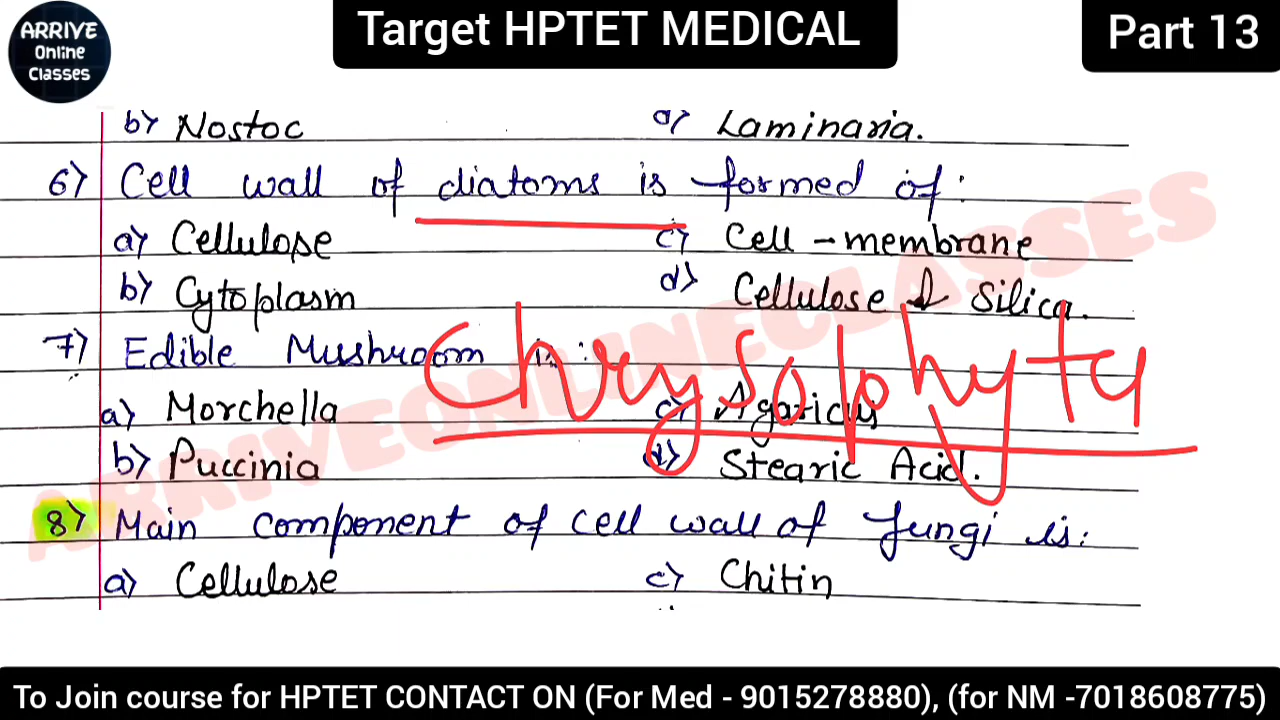 ARRIVE
Online
Classes
Target HPTET MEDICAL
Part 13
b) Nostoc d) Laminaria.
6) Cell wall of diatoms is formed of:
a) Cellulose c) Cell-membrane
b) Cytoplasm d) Cellulose & Silica.
7) Edible Mushroom is:
Chrysophyta
a) Morchella c) Agaricus
b) Puccinia d) Stearic Acid.
8) Main component of cell wall of fungi is:
a) Cellulose c) Chitin
ARRIVEONLINECLASSES
To Join course for HPTET CONTACT ON (For Med - 9015278880), (for NM -7018608775)